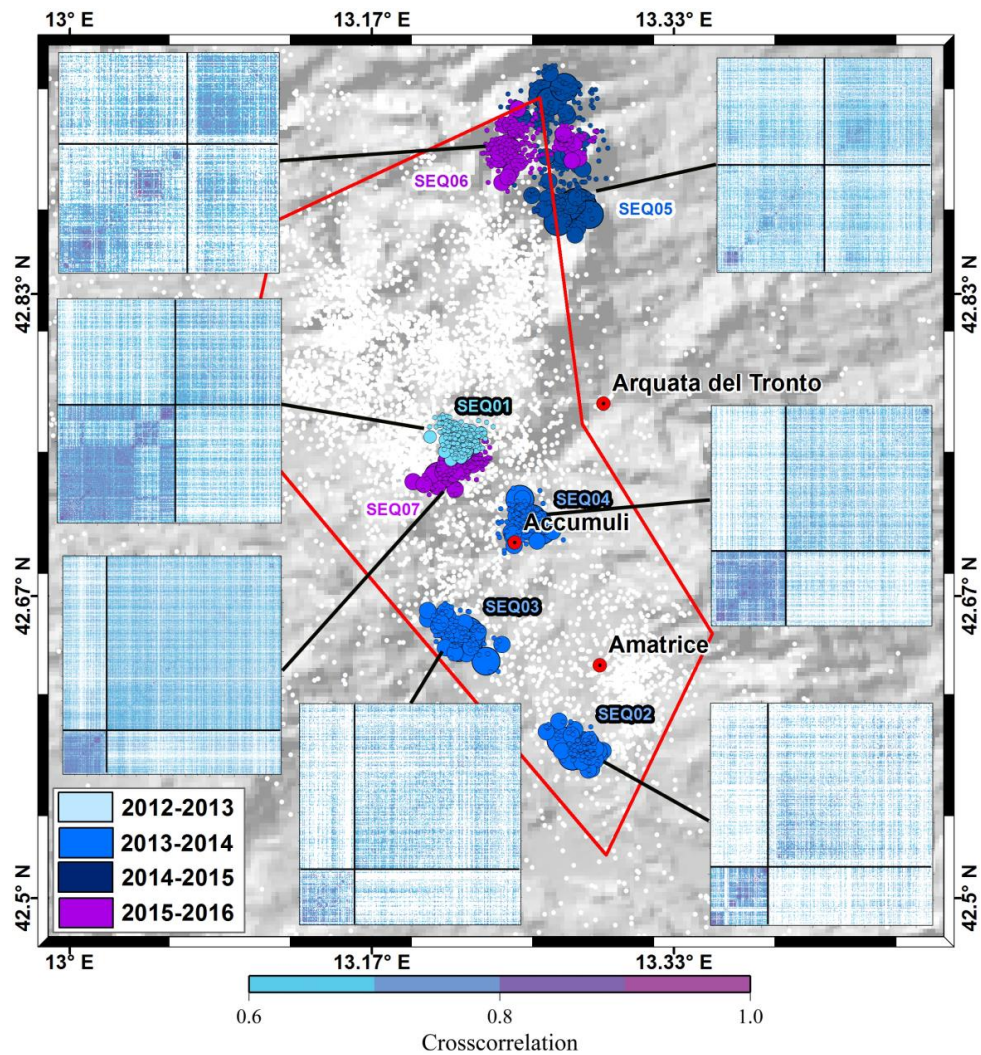 13° E 13.17° E 13.33° E
SEQ06
SEQ05
42.83° N 42.83° N
Arquata del Tronto
SEQ01
SEQ07
SEQ04
Accumuli
42.67° N 42.67° N
SEQ03
Amatrice
SEQ02
2012-2013
2013-2014
2014-2015
2015-2016
42.5° N 42.5° N
13° E 13.17° E 13.33° E
0.6 0.8 1.0
Crosscorrelation